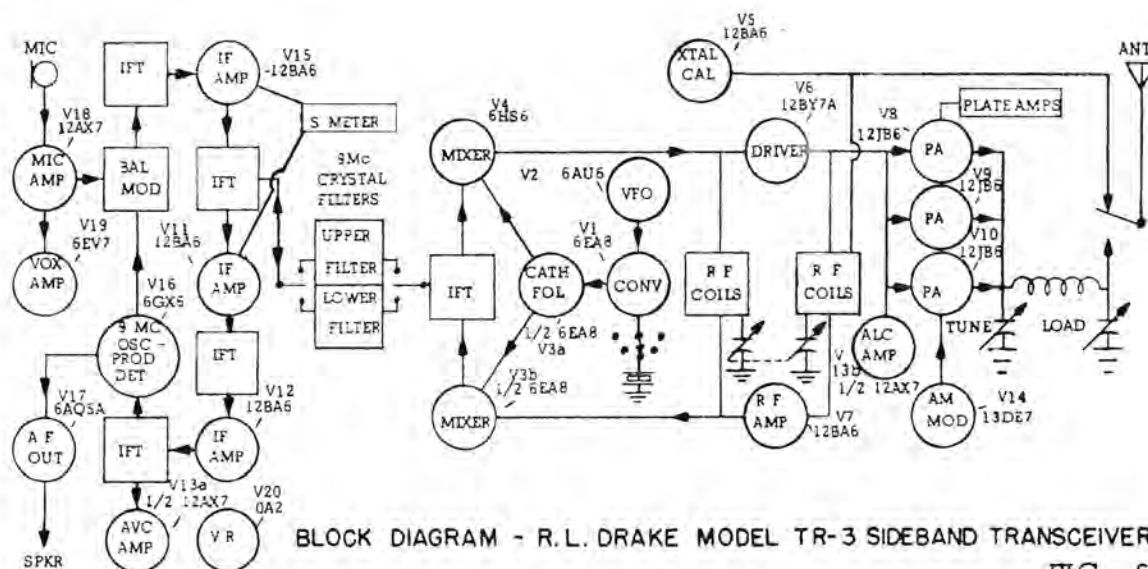 MIC
V18
12AX7
MIC
AMP
V19
6EV7
VOX
AMP
IFT
BAL
MOD
IF
AMP
V15
-12BA6
S METER
IFT
9Mc
CRYSTAL
FILTERS
UPPER
FILTER
LOWER
FILTER
V11
12BA6
IF
AMP
V16
6GX6
9 MC
OSC -
PROD
DET
IFT
V17
6AQ5A
A F
OUT
SPKR
IFT
V12
12BA6
IF
AMP
V13a
1/2 12AX7
AVC
AMP
V20
0A2
V R
V4
6HS6
MIXER
IFT
CATH
FOL
1/2 6EA8
V3a
V3b
1/2 6EA8
MIXER
V2
6AU6
VFO
V1
6EA8
CONV
V5
12BA6
XTAL
CAL
V6
12BY7A
DRIVER
R F
COILS
R F
COILS
R F
AMP
V7
12BA6
V8
12JB6
PLATE AMPS
PA
V9
12JB6
PA
V10
12JB6
PA
ANT
TUNE
LOAD
ALC
AMP
V
13b
1/2 12AX7
AM
MOD
V14
13DE7
BLOCK DIAGRAM - R.L. DRAKE MODEL TR-3 SIDEBAND TRANSCEIVER